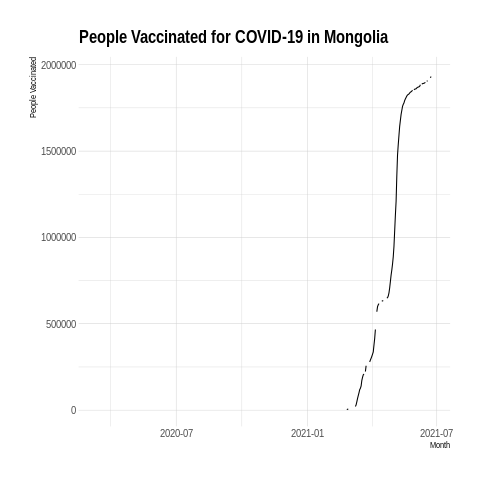 People Vaccinated for COVID-19 in Mongolia
People Vaccinated
2000000
1500000
1000000
500000
0
2020-07
2021-01
2021-07
Month